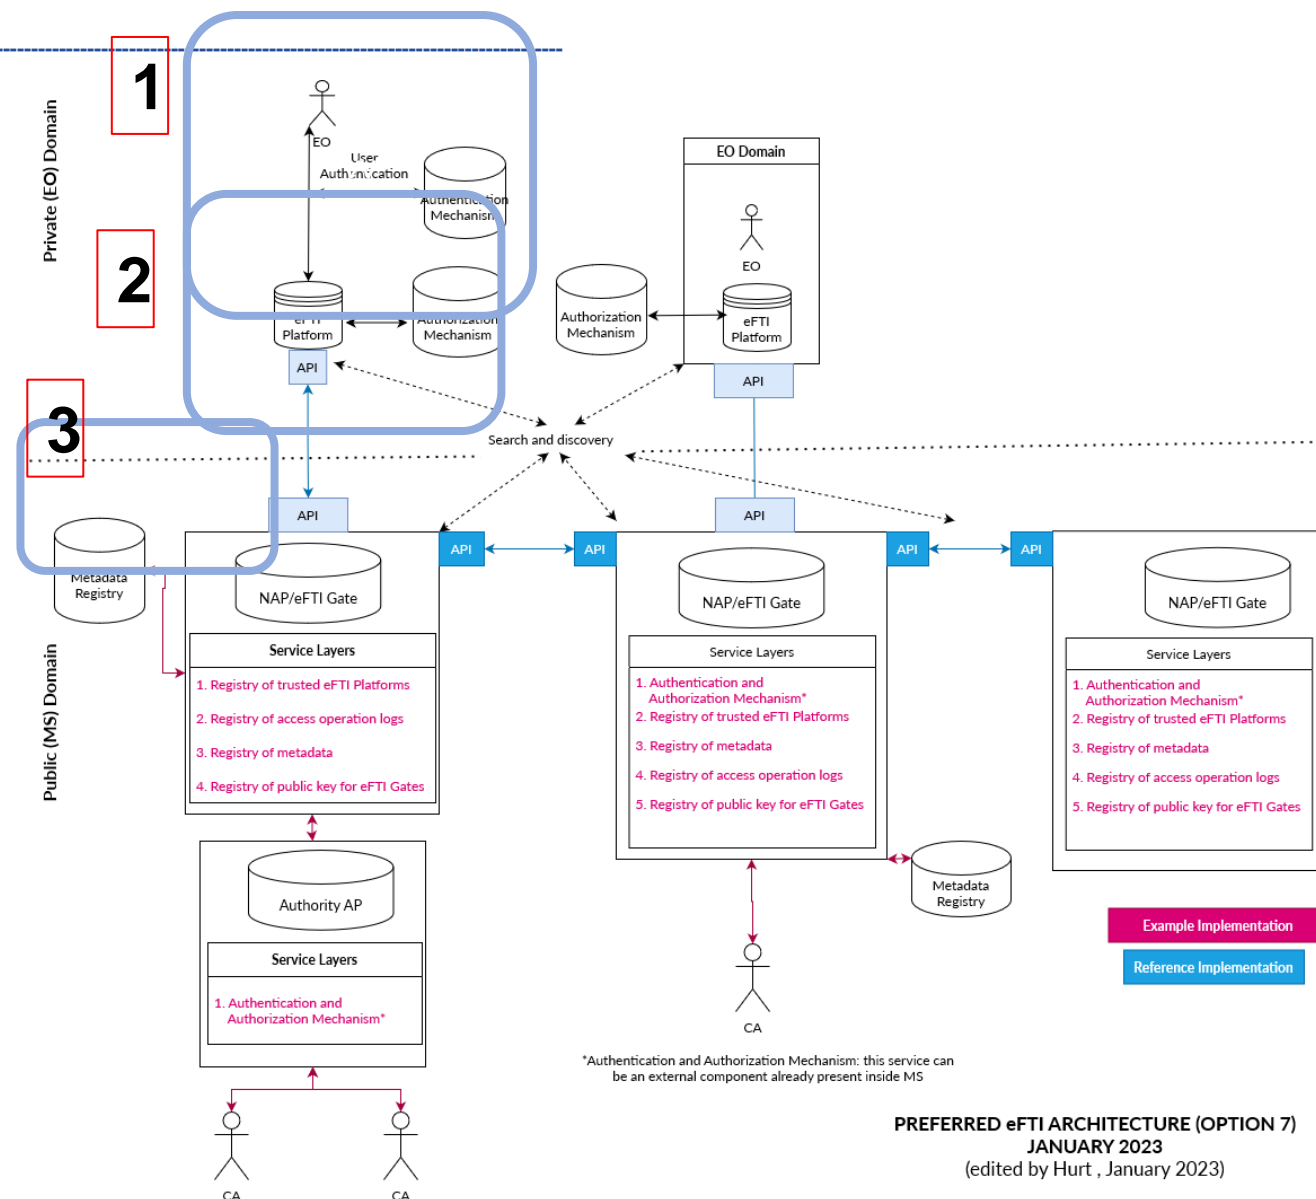 1
Private (EO) Domain
EO
User
Authentication
Authentication
Mechanism
EO Domain
EO
2
eFTI
Platform
Authorization
Mechanism
API
Authorization
Mechanism
eFTI
Platform
API
3
Search and discovery
API
API
Metadata
Registry
API
API
API
API
NAP/eFTI Gate
NAP/eFTI Gate
NAP/eFTI Gate
Public (MS) Domain
Service Layers
1. Registry of trusted eFTI Platforms
2. Registry of access operation logs
3. Registry of metadata
4. Registry of public key for eFTI Gates
Service Layers
1. Authentication and
Authorization Mechanism*
2. Registry of trusted eFTI Platforms
3. Registry of metadata
4. Registry of access operation logs
5. Registry of public key for eFTI Gates
Service Layers
1. Authentication and
Authorization Mechanism*
2. Registry of trusted eFTI Platforms
3. Registry of metadata
4. Registry of access operation logs
5. Registry of public key for eFTI Gates
Authority AP
Service Layers
1. Authentication and
Authorization Mechanism*
Metadata
Registry
CA
Example Implementation
Reference Implementation
*Authentication and Authorization Mechanism: this service can
be an external component already present inside MS
CA
CA
PREFERRED eFTI ARCHITECTURE (OPTION 7)
JANUARY 2023
(edited by Hurt , January 2023)